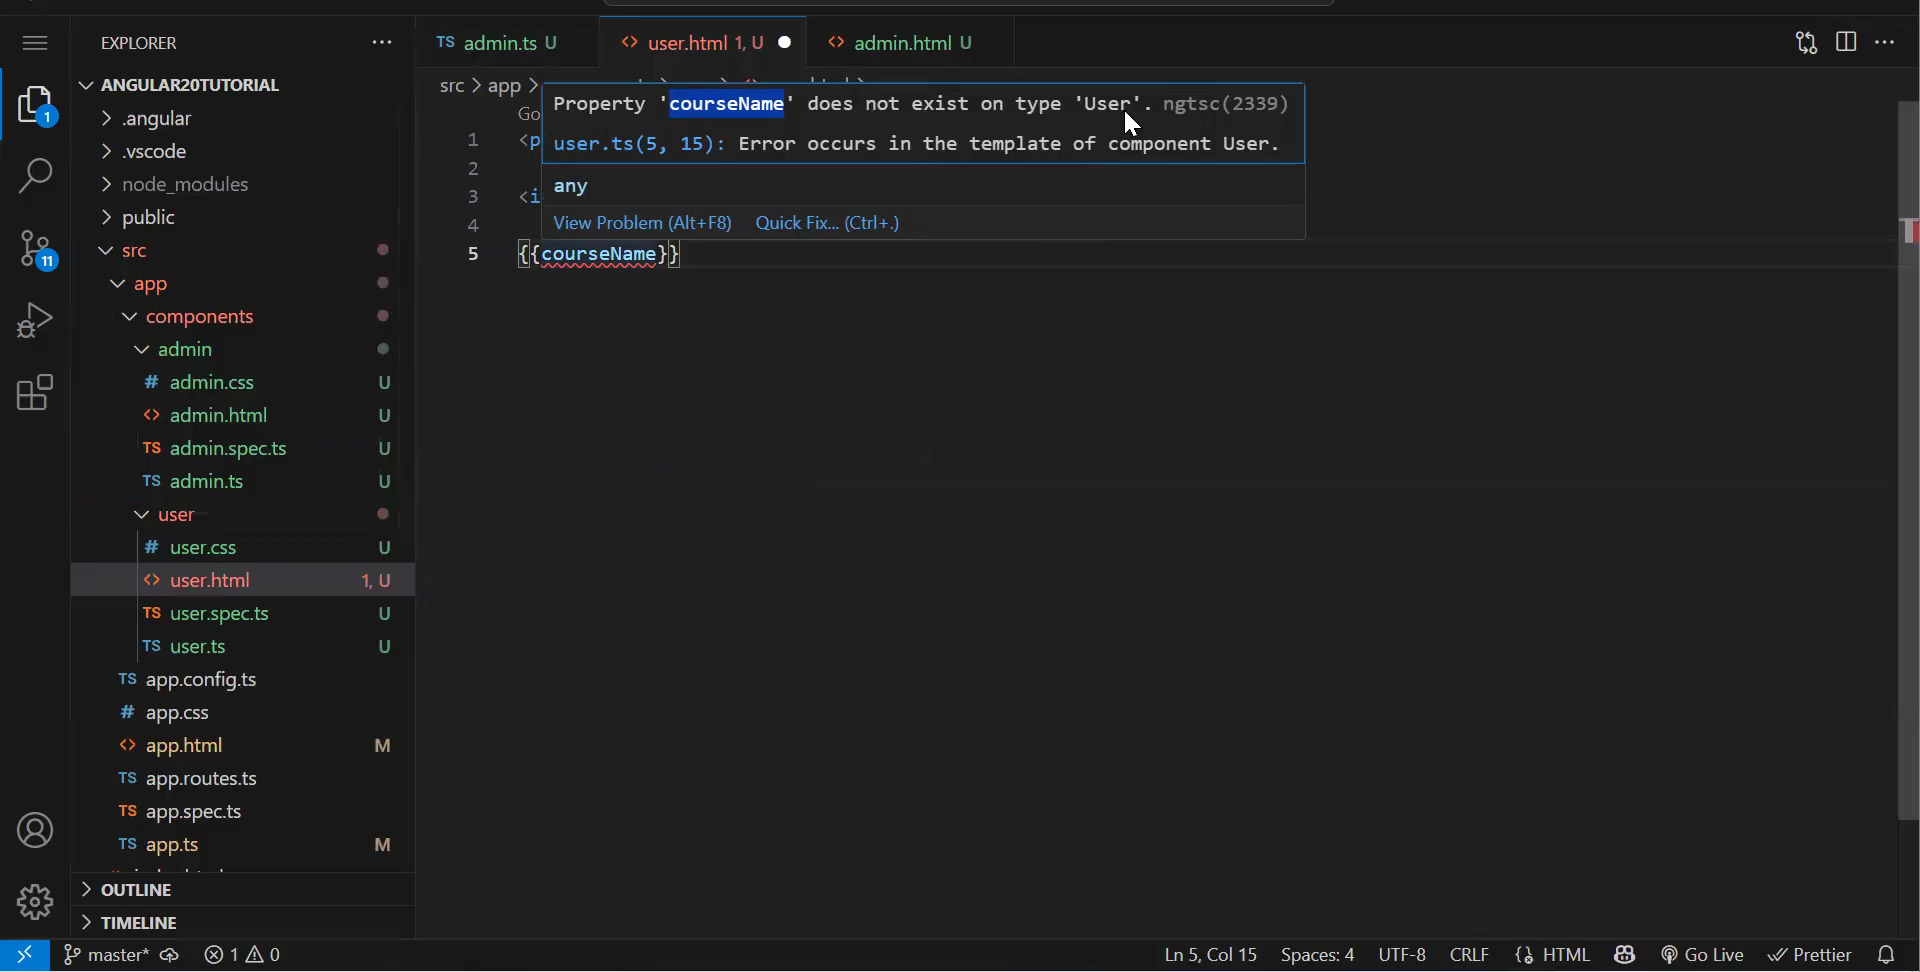 EXPLORER
ANGULAR20TUTORIAL
.angular
.vscode
node_modules
public
src
app
components
admin
# admin.css U
<> admin.html U
TS admin.spec.ts U
TS admin.ts U
user
# user.css U
<> user.html 1, U
TS user.spec.ts U
TS user.ts U
TS app.config.ts
# app.css
<> app.html M
TS app.routes.ts
TS app.spec.ts
TS app.ts M
OUTLINE
TIMELINE
1
11
TS admin.ts U
<> user.html 1, U
<> admin.html U
src > app >
Go
Property 'courseName' does not exist on type 'User'. ngtsc(2339)
user.ts(5, 15): Error occurs in the template of component User.
any
View Problem (Alt+F8) Quick Fix... (Ctrl+.)
1 <p
2
3 <i
4
5 {{courseName}}
master* 1 0
Ln 5, Col 15 Spaces: 4 UTF-8 CRLF HTML Go Live Prettier